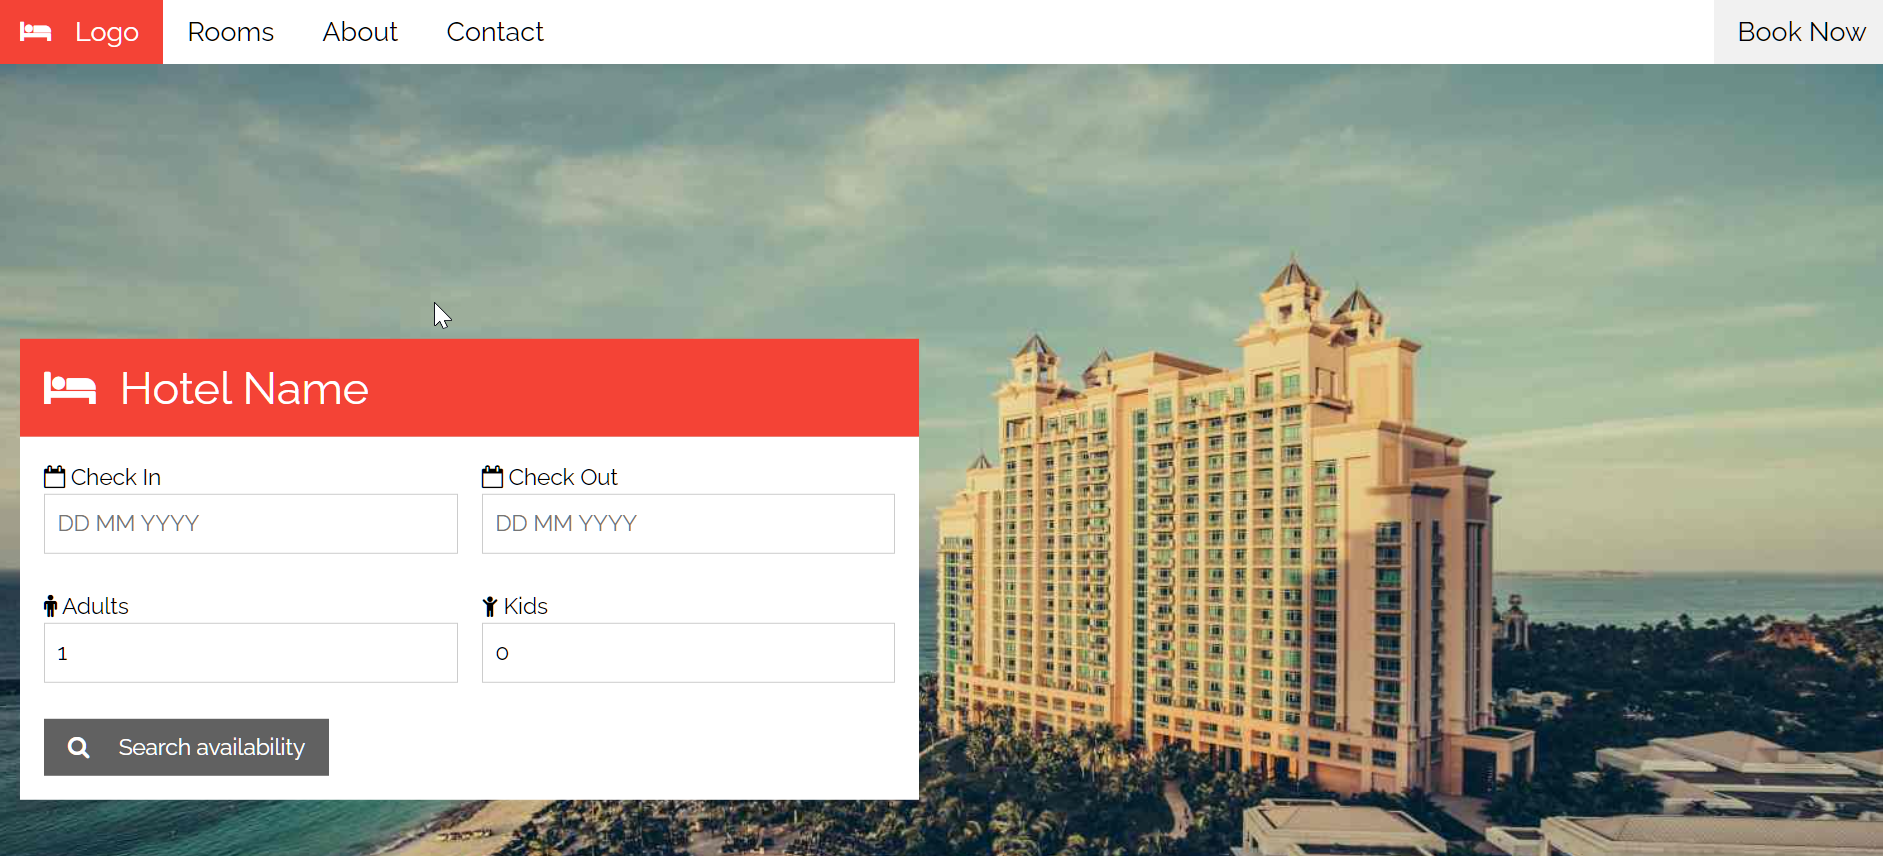 Logo Rooms About Contact Book Now
Hotel Name
Check In Check Out
DD MM YYYY DD MM YYYY
Adults Kids
1 0
Search availability